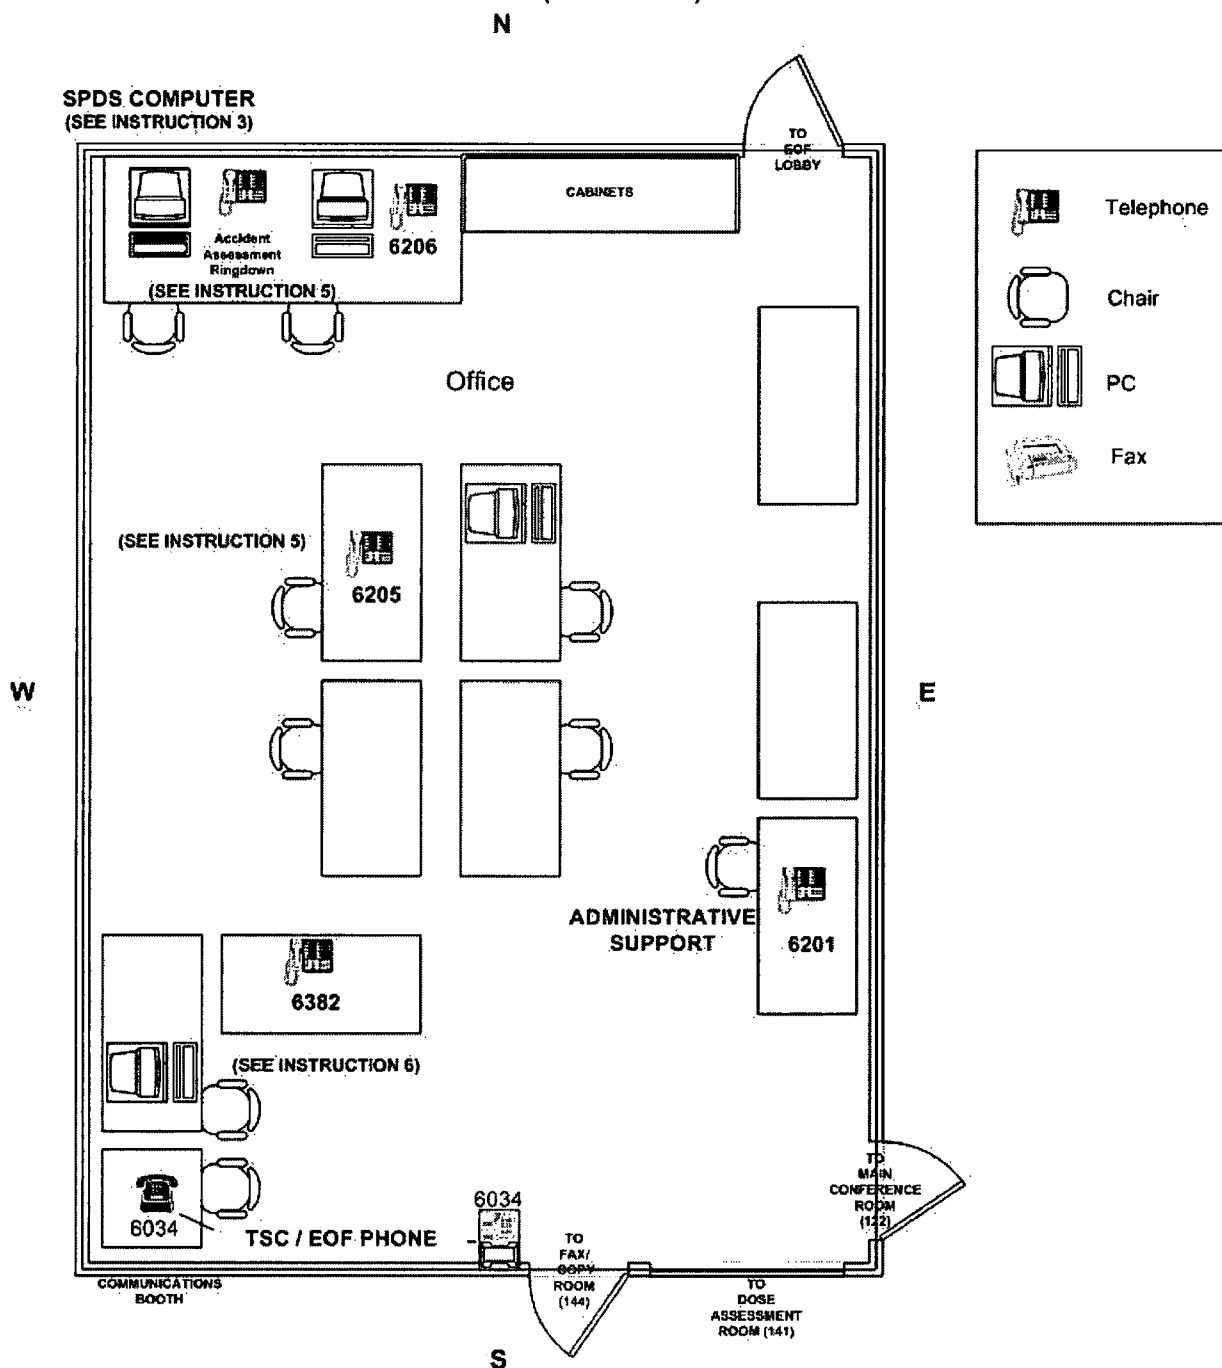 N
SPDS COMPUTER
(SEE INSTRUCTION 3)
TO
EOF
LOBBY
CABINETS
Accident
Assessment
Ringdown
6206
(SEE INSTRUCTION 5)
Telephone
Chair
PC
Fax
Office
(SEE INSTRUCTION 5)
6205
W
E
ADMINISTRATIVE
SUPPORT
6201
6382
(SEE INSTRUCTION 6)
TO
MAIN
CONFERENCE
ROOM
(122)
6034
TSC / EOF PHONE
6034
TO
FAX/
COPY
ROOM
(144)
COMMUNICATIONS
BOOTH
TO
DOSE
ASSESSMENT
ROOM (141)
S